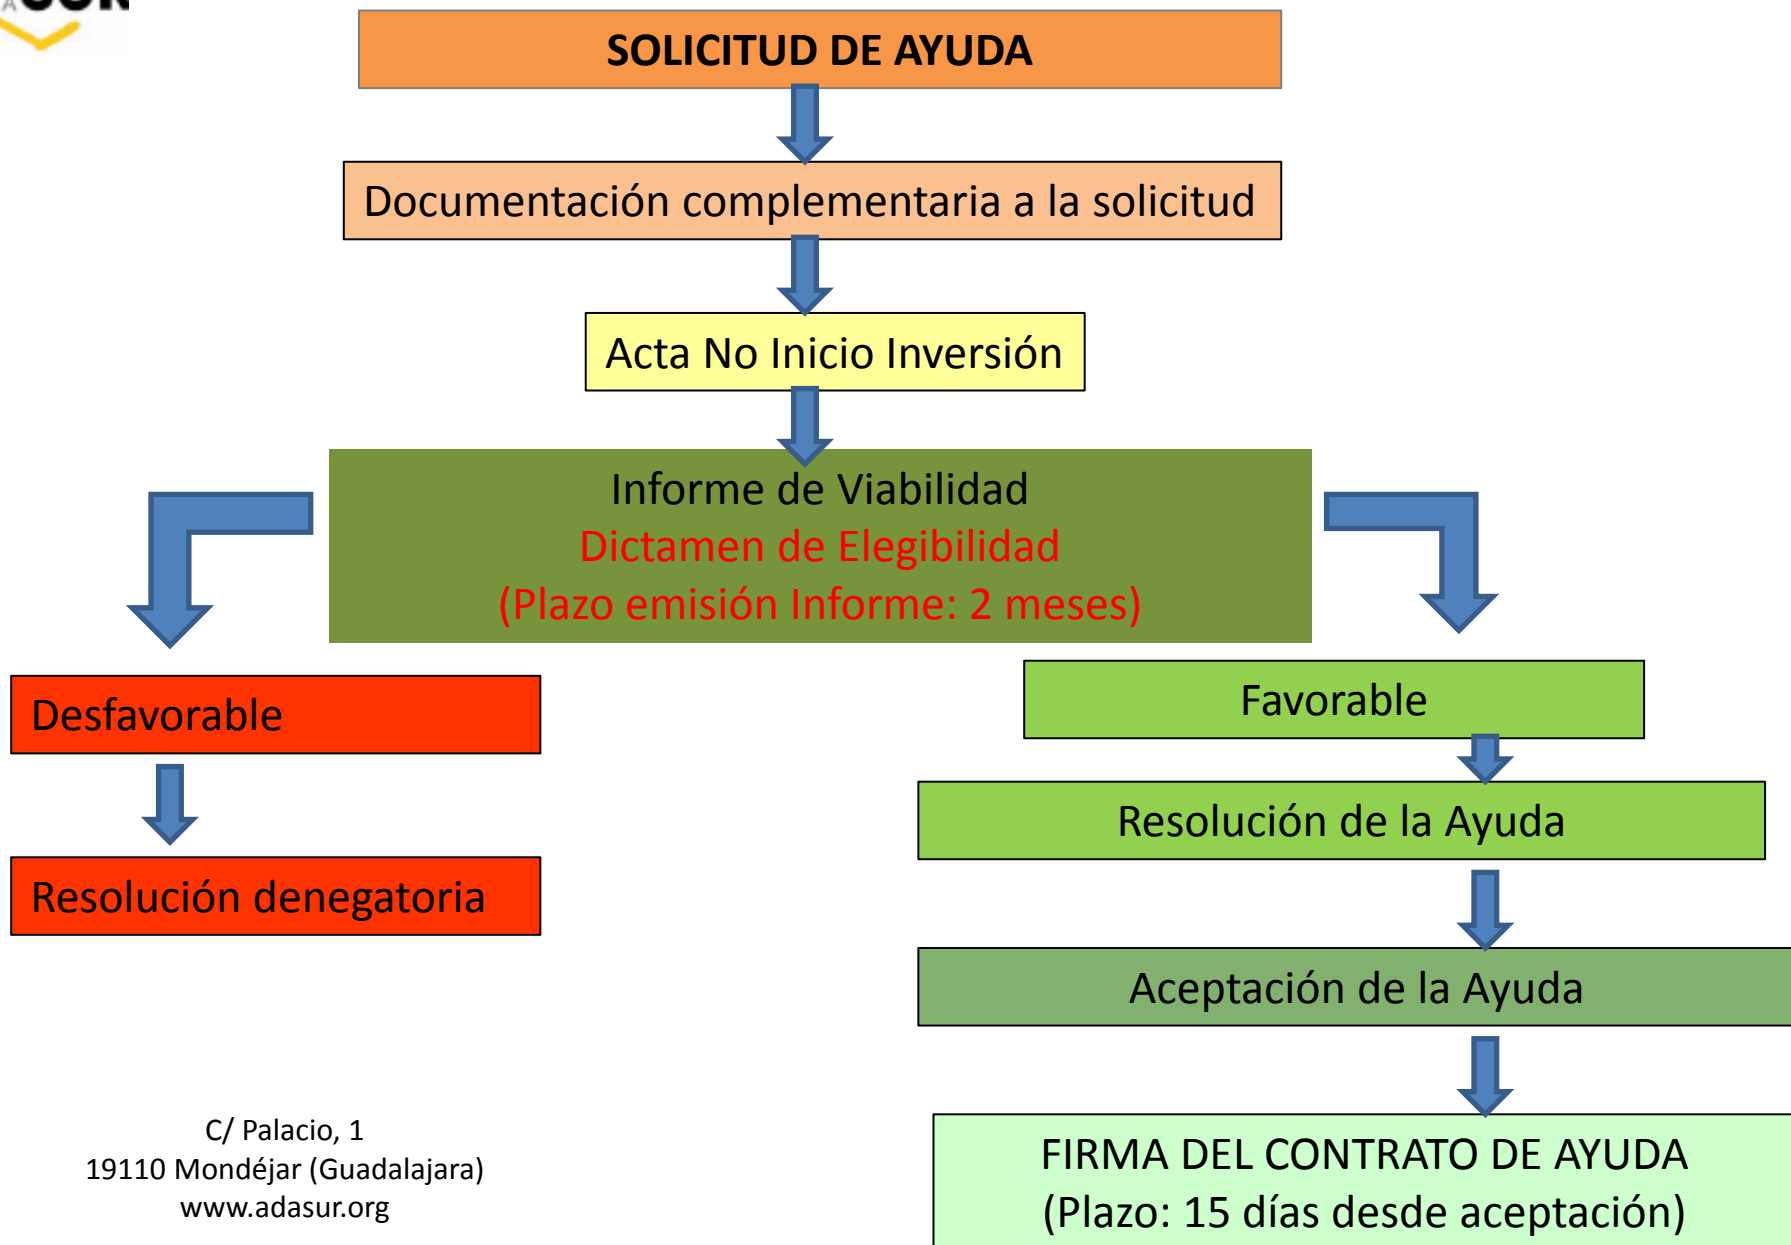 SOLICITUD DE AYUDA
Documentación complementaria a la solicitud
Acta No Inicio Inversión
Informe de Viabilidad
Dictamen de Elegibilidad
(Plazo emisión Informe: 2 meses)
Desfavorable
Resolución denegatoria
Favorable
Resolución de la Ayuda
Aceptación de la Ayuda
FIRMA DEL CONTRATO DE AYUDA
(Plazo: 15 días desde aceptación)
C/ Palacio, 1
19110 Mondéjar (Guadalajara)
www.adasur.org